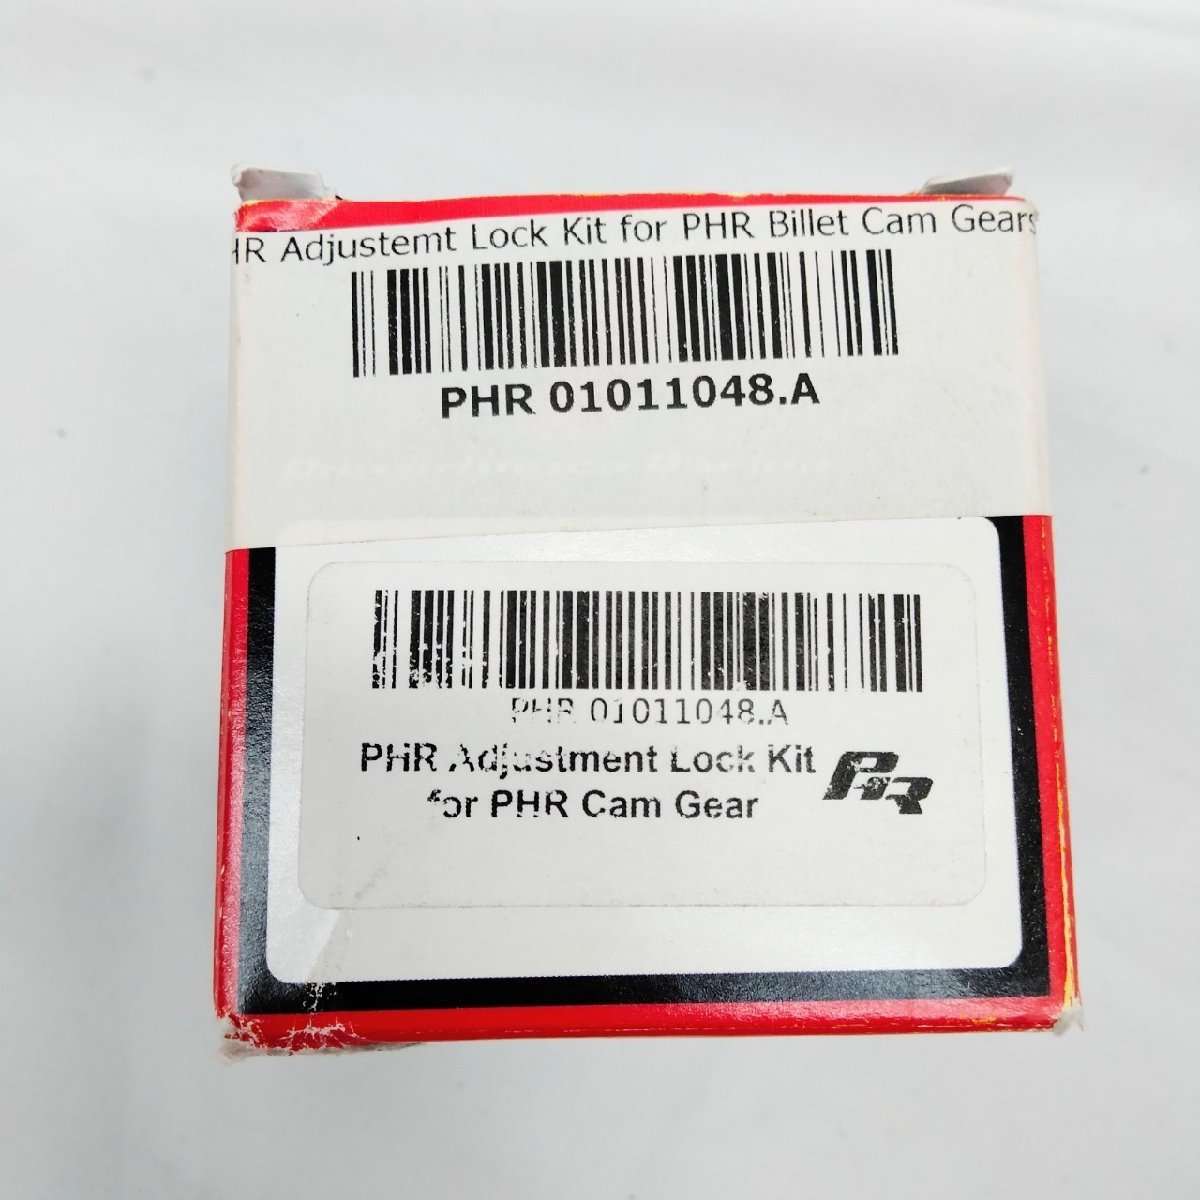 HR Adjustemt Lock Kit for PHR Billet Cam Gears
PHR 01011048.A
PHR 01011048.A
PHR Adjustment Lock Kit
for PHR Cam Gear
PHR